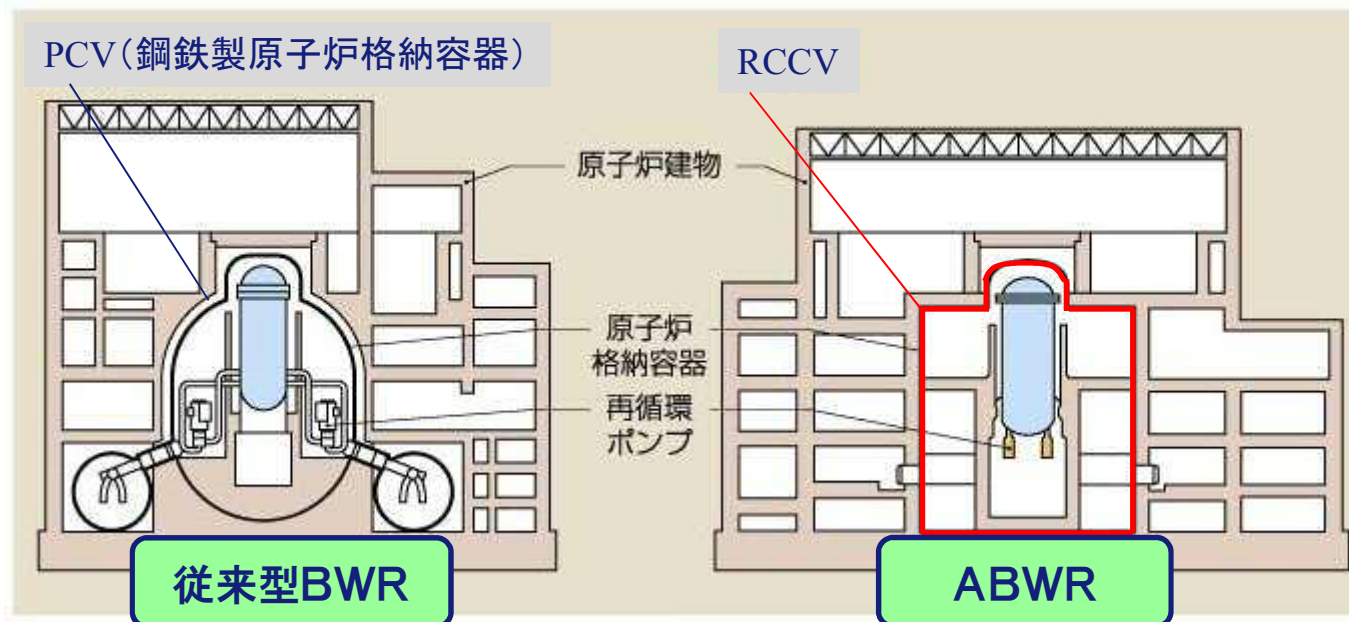 PCV(鋼鉄製原子炉格納容器)
RCCV
原子炉建物
原子炉
格納容器
再循環
ポンプ
従来型BWR
ABWR